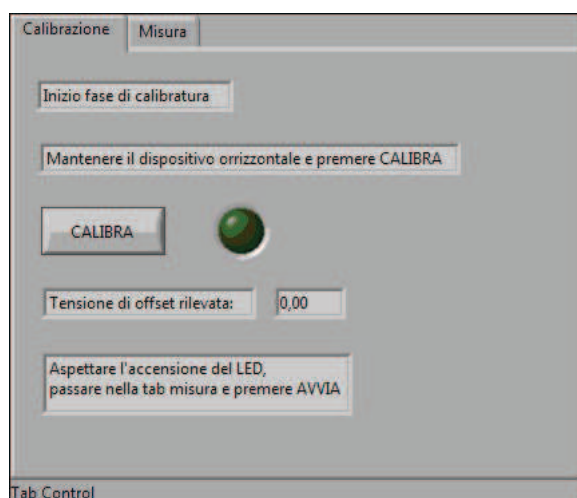 Calibrazione
Misura
Inizio fase di calibratura
Mantenere il dispositivo orrizzontale e premere CALIBRA
CALIBRA
Tensione di offset rilevata:
0,00
Aspettare l'accensione del LED,
passare nella tab misura e premere AVVIA
Tab Control